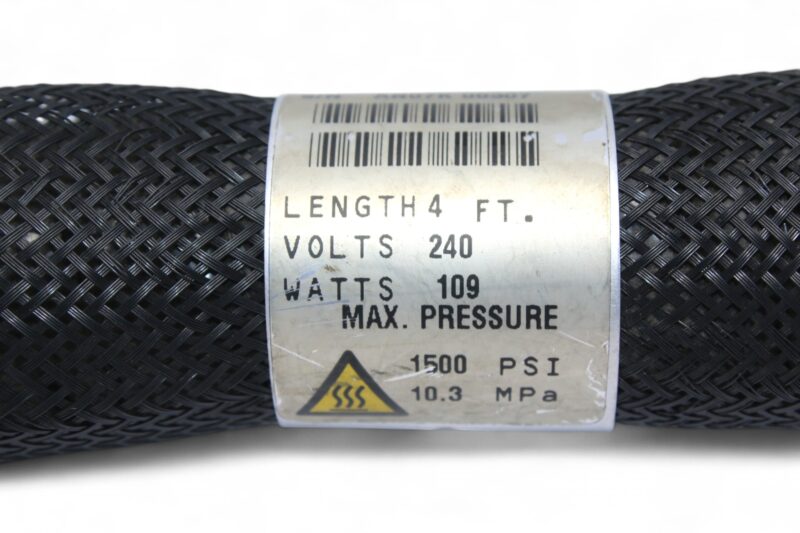 LENGTH 4 FT.
VOLTS 240
WATTS 109
MAX. PRESSURE
1500 PSI
10.3 MPa